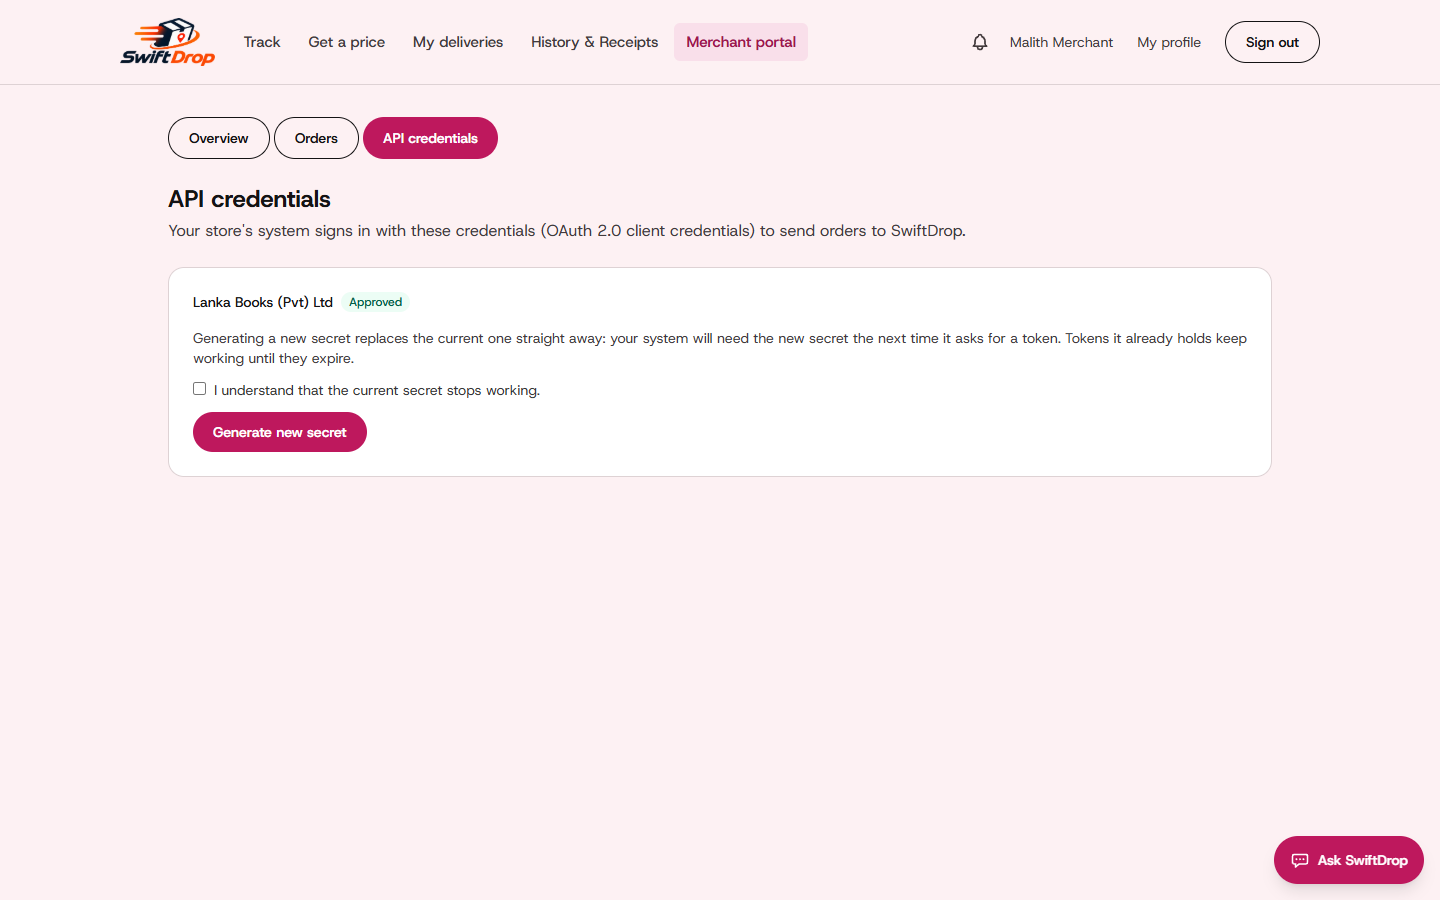 SwiftDrop
Track
Get a price
My deliveries
History & Receipts
Merchant portal
Malith Merchant
My profile
Sign out
Overview
Orders
API credentials
API credentials
Your store's system signs in with these credentials (OAuth 2.0 client credentials) to send orders to SwiftDrop.
Lanka Books (Pvt) Ltd
Approved
Generating a new secret replaces the current one straight away: your system will need the new secret the next time it asks for a token. Tokens it already holds keep
working until they expire.
I understand that the current secret stops working.
Generate new secret
Ask SwiftDrop